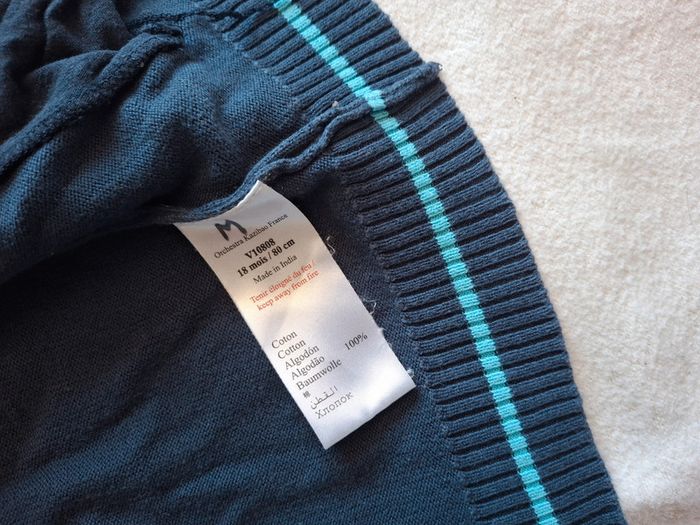 M
Orchestra Kazibao France
V10808
18 mois / 80 cm
Made in India
Tenir éloigné du feu /
keep away from fire
Coton
Cotton
Algodón 100%
Algodão
Baumwolle
棉
القطن
Хлопок